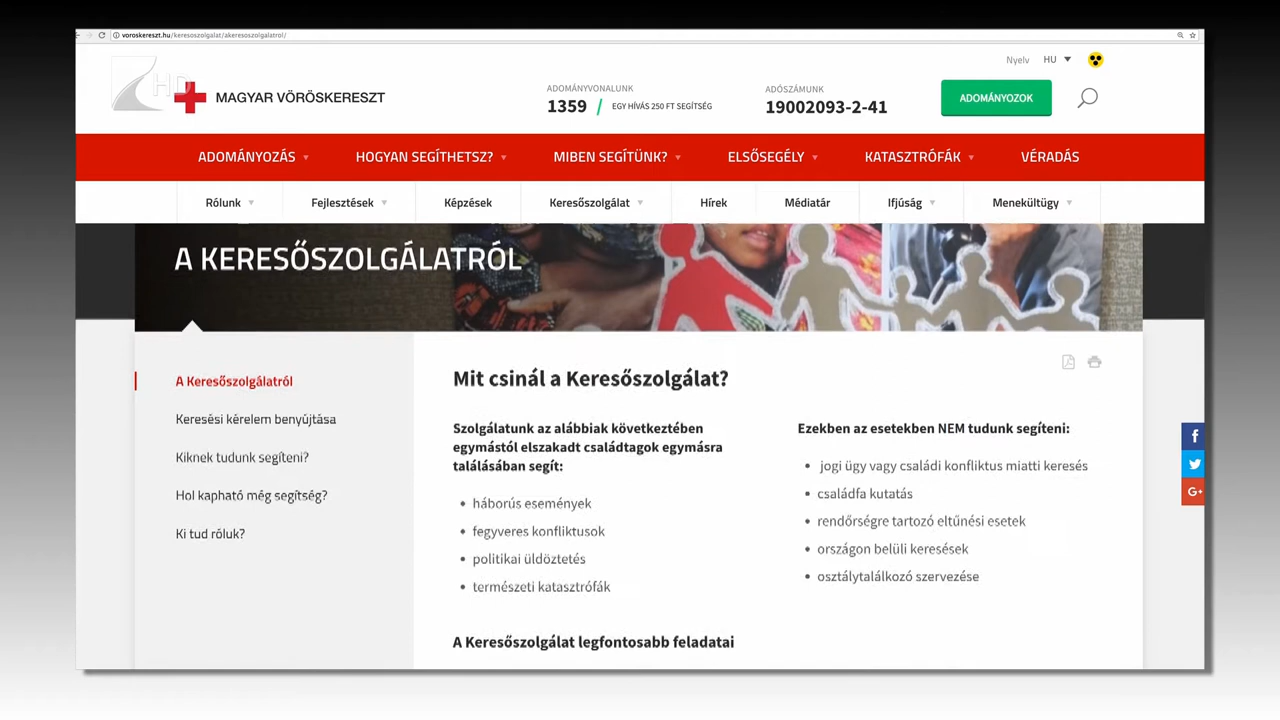 voroskereszt.hu/keresoszolgalat/akeresoszolgalatrol/
Nyelv HU
HD
MAGYAR VÖRÖSKERESZT
ADOMÁNYVONALUNK
1359 / EGY HÍVÁS 250 FT SEGÍTSÉG
ADÓSZÁMUNK
19002093-2-41
ADOMÁNYOZOK
ADOMÁNYOZÁS HOGYAN SEGÍTHETSZ? MIBEN SEGÍTÜNK? ELSŐSEGÉLY KATASZTRÓFÁK VÉRADÁS
Rólunk Fejlesztések Képzések Keresőszolgálat Hírek Médiatár Ifjúság Menekültügy
A KERESŐSZOLGÁLATRÓL
A Keresőszolgálatról
Keresési kérelem benyújtása
Kiknek tudunk segíteni?
Hol kapható még segítség?
Ki tud róluk?
Mit csinál a Keresőszolgálat?
Szolgálatunk az alábbiak következtében
egymástól elszakadt családtagok egymásra
találásában segít:
• háborús események
• fegyveres konfliktusok
• politikai üldöztetés
• természeti katasztrófák
Ezekben az esetekben NEM tudunk segíteni:
• jogi ügy vagy családi konfliktus miatti keresés
• családfa kutatás
• rendőrségre tartozó eltűnési esetek
• országon belüli keresések
• osztálytalálkozó szervezése
A Keresőszolgálat legfontosabb feladatai
f
G+